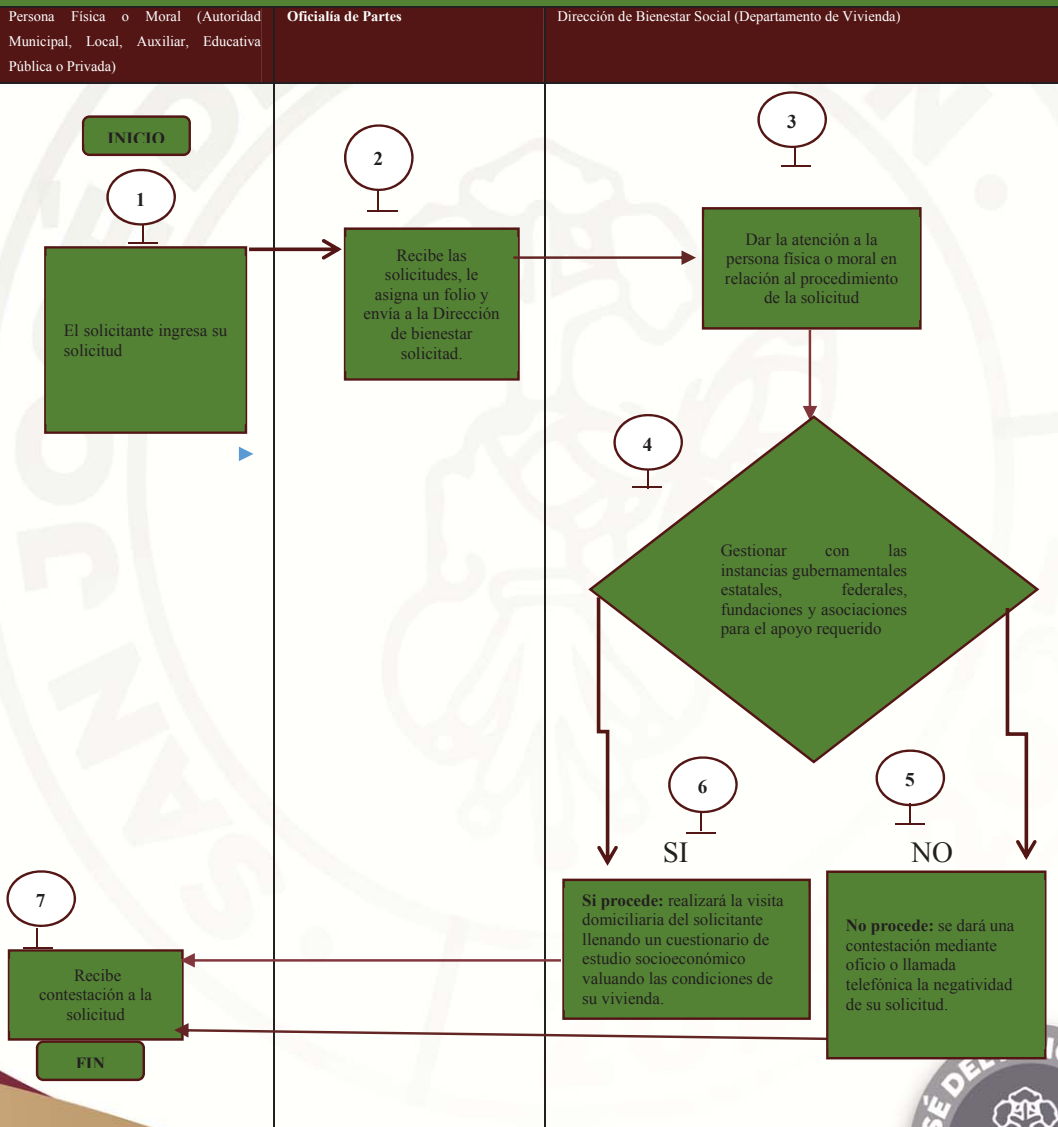 Persona Física o Moral (Autoridad
Municipal, Local, Auxiliar, Educativa
Pública o Privada)
Oficialía de Partes
Dirección de Bienestar Social (Departamento de Vivienda)
INICIO
1
El solicitante ingresa su
solicitud
2
Recibe las
solicitudes, le
asigna un folio y
envía a la Dirección
de bienestar
solicitad.
3
Dar la atención a la
persona física o moral en
relación al procedimiento
de la solicitud
4
Gestionar con las
instancias gubernamentales
estatales, federales,
fundaciones y asociaciones
para el apoyo requerido
6
5
SI
NO
Si procede: realizará la visita
domiciliaria del solicitante
llenando un cuestionario de
estudio socioeconómico
valuando las condiciones de
su vivienda.
No procede: se dará una
contestación mediante
oficio o llamada
telefónica la negatividad
de su solicitud.
7
Recibe
contestación a la
solicitud
FIN
SAN JOSÉ DEL